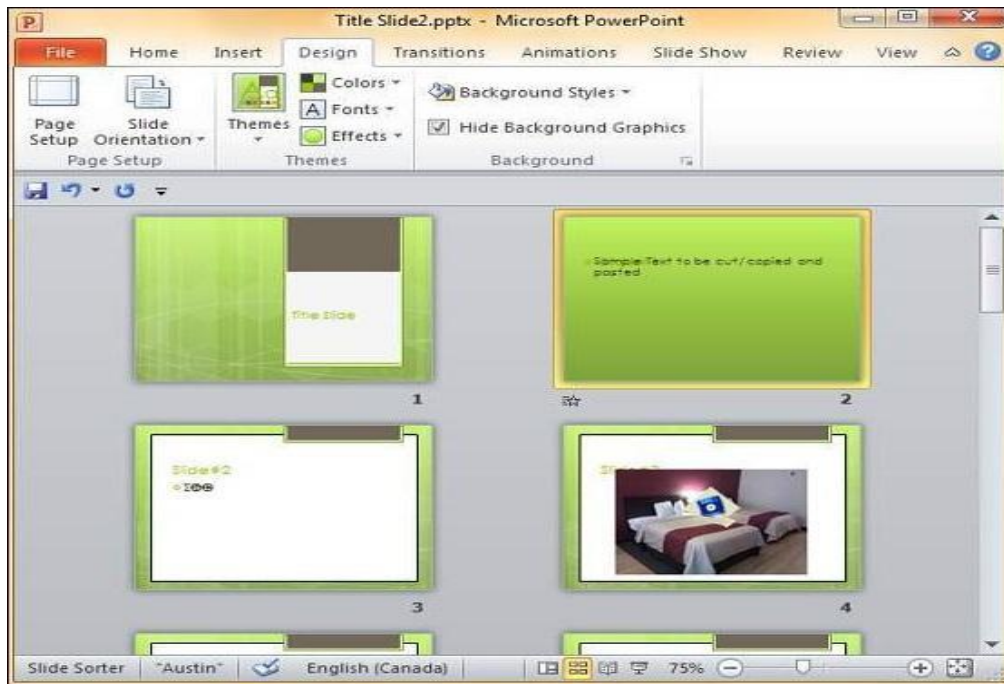 Title Slide2.pptx - Microsoft PowerPoint
File Home Insert Design Transitions Animations Slide Show Review View
Page Setup
Slide Orientation
Themes
Colors
Fonts
Effects
Background Styles
Hide Background Graphics
Page Setup Themes Background
Title Slide
1
Sample Text to be cut/copied and
pasted
2
Slide#2
3
4
Slide Sorter "Austin" English (Canada) 75%